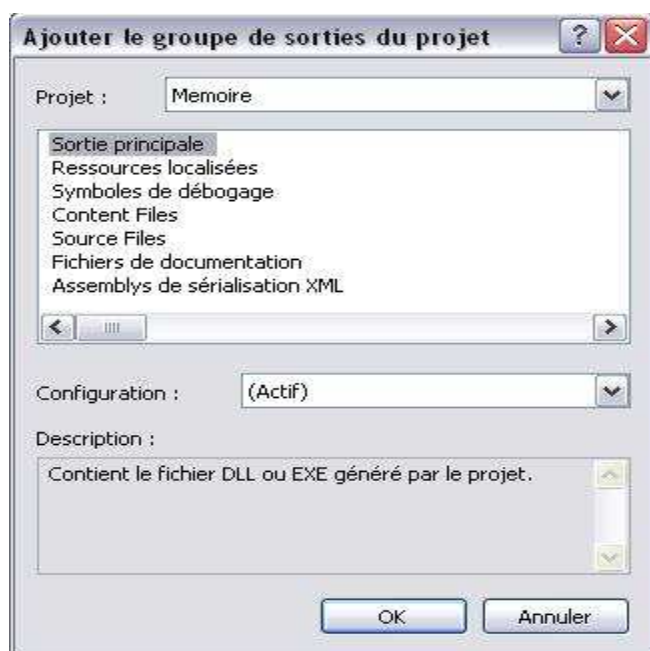 Ajouter le groupe de sorties du projet
Projet : Memoire
Sortie principale
Ressources localisées
Symboles de débogage
Content Files
Source Files
Fichiers de documentation
Assemblys de sérialisation XML
Configuration : (Actif)
Description :
Contient le fichier DLL ou EXE généré par le projet.
OK Annuler